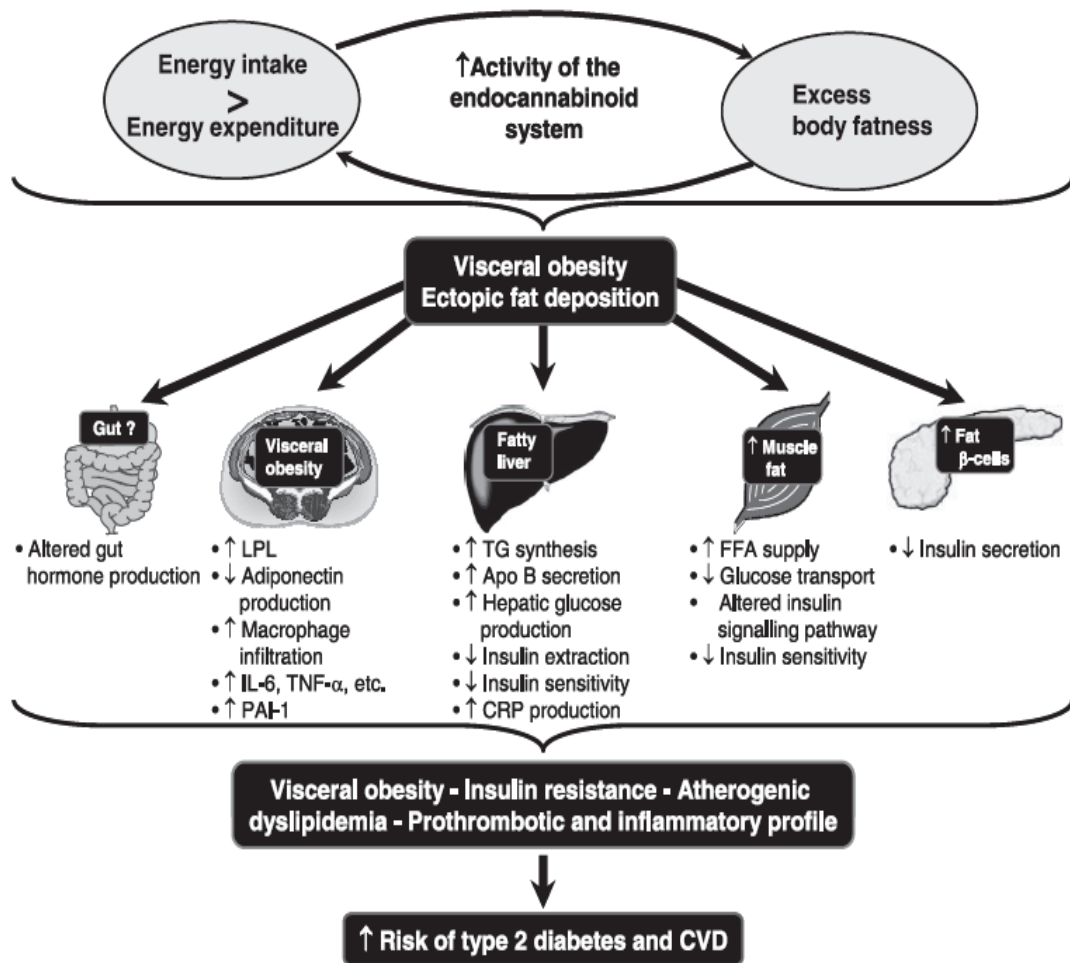 Energy intake
>
Energy expenditure
↑Activity of the
endocannabinoid
system
Excess
body fatness
Visceral obesity
Ectopic fat deposition
Gut ?
• Altered gut
hormone production
Visceral
obesity
• ↑ LPL
• ↓ Adiponectin
production
• ↑ Macrophage
infiltration
• ↑ IL-6, TNF-α, etc.
• ↑ PAI-1
Fatty
liver
• ↑ TG synthesis
• ↑ Apo B secretion
• ↑ Hepatic glucose
production
• ↓ Insulin extraction
• ↓ Insulin sensitivity
• ↑ CRP production
↑ Muscle
fat
• ↑ FFA supply
• ↓ Glucose transport
• Altered insulin
signalling pathway
• ↓ Insulin sensitivity
↑ Fat
β-cells
• ↓ Insulin secretion
Visceral obesity - Insulin resistance - Atherogenic
dyslipidemia - Prothrombotic and inflammatory profile
↑ Risk of type 2 diabetes and CVD